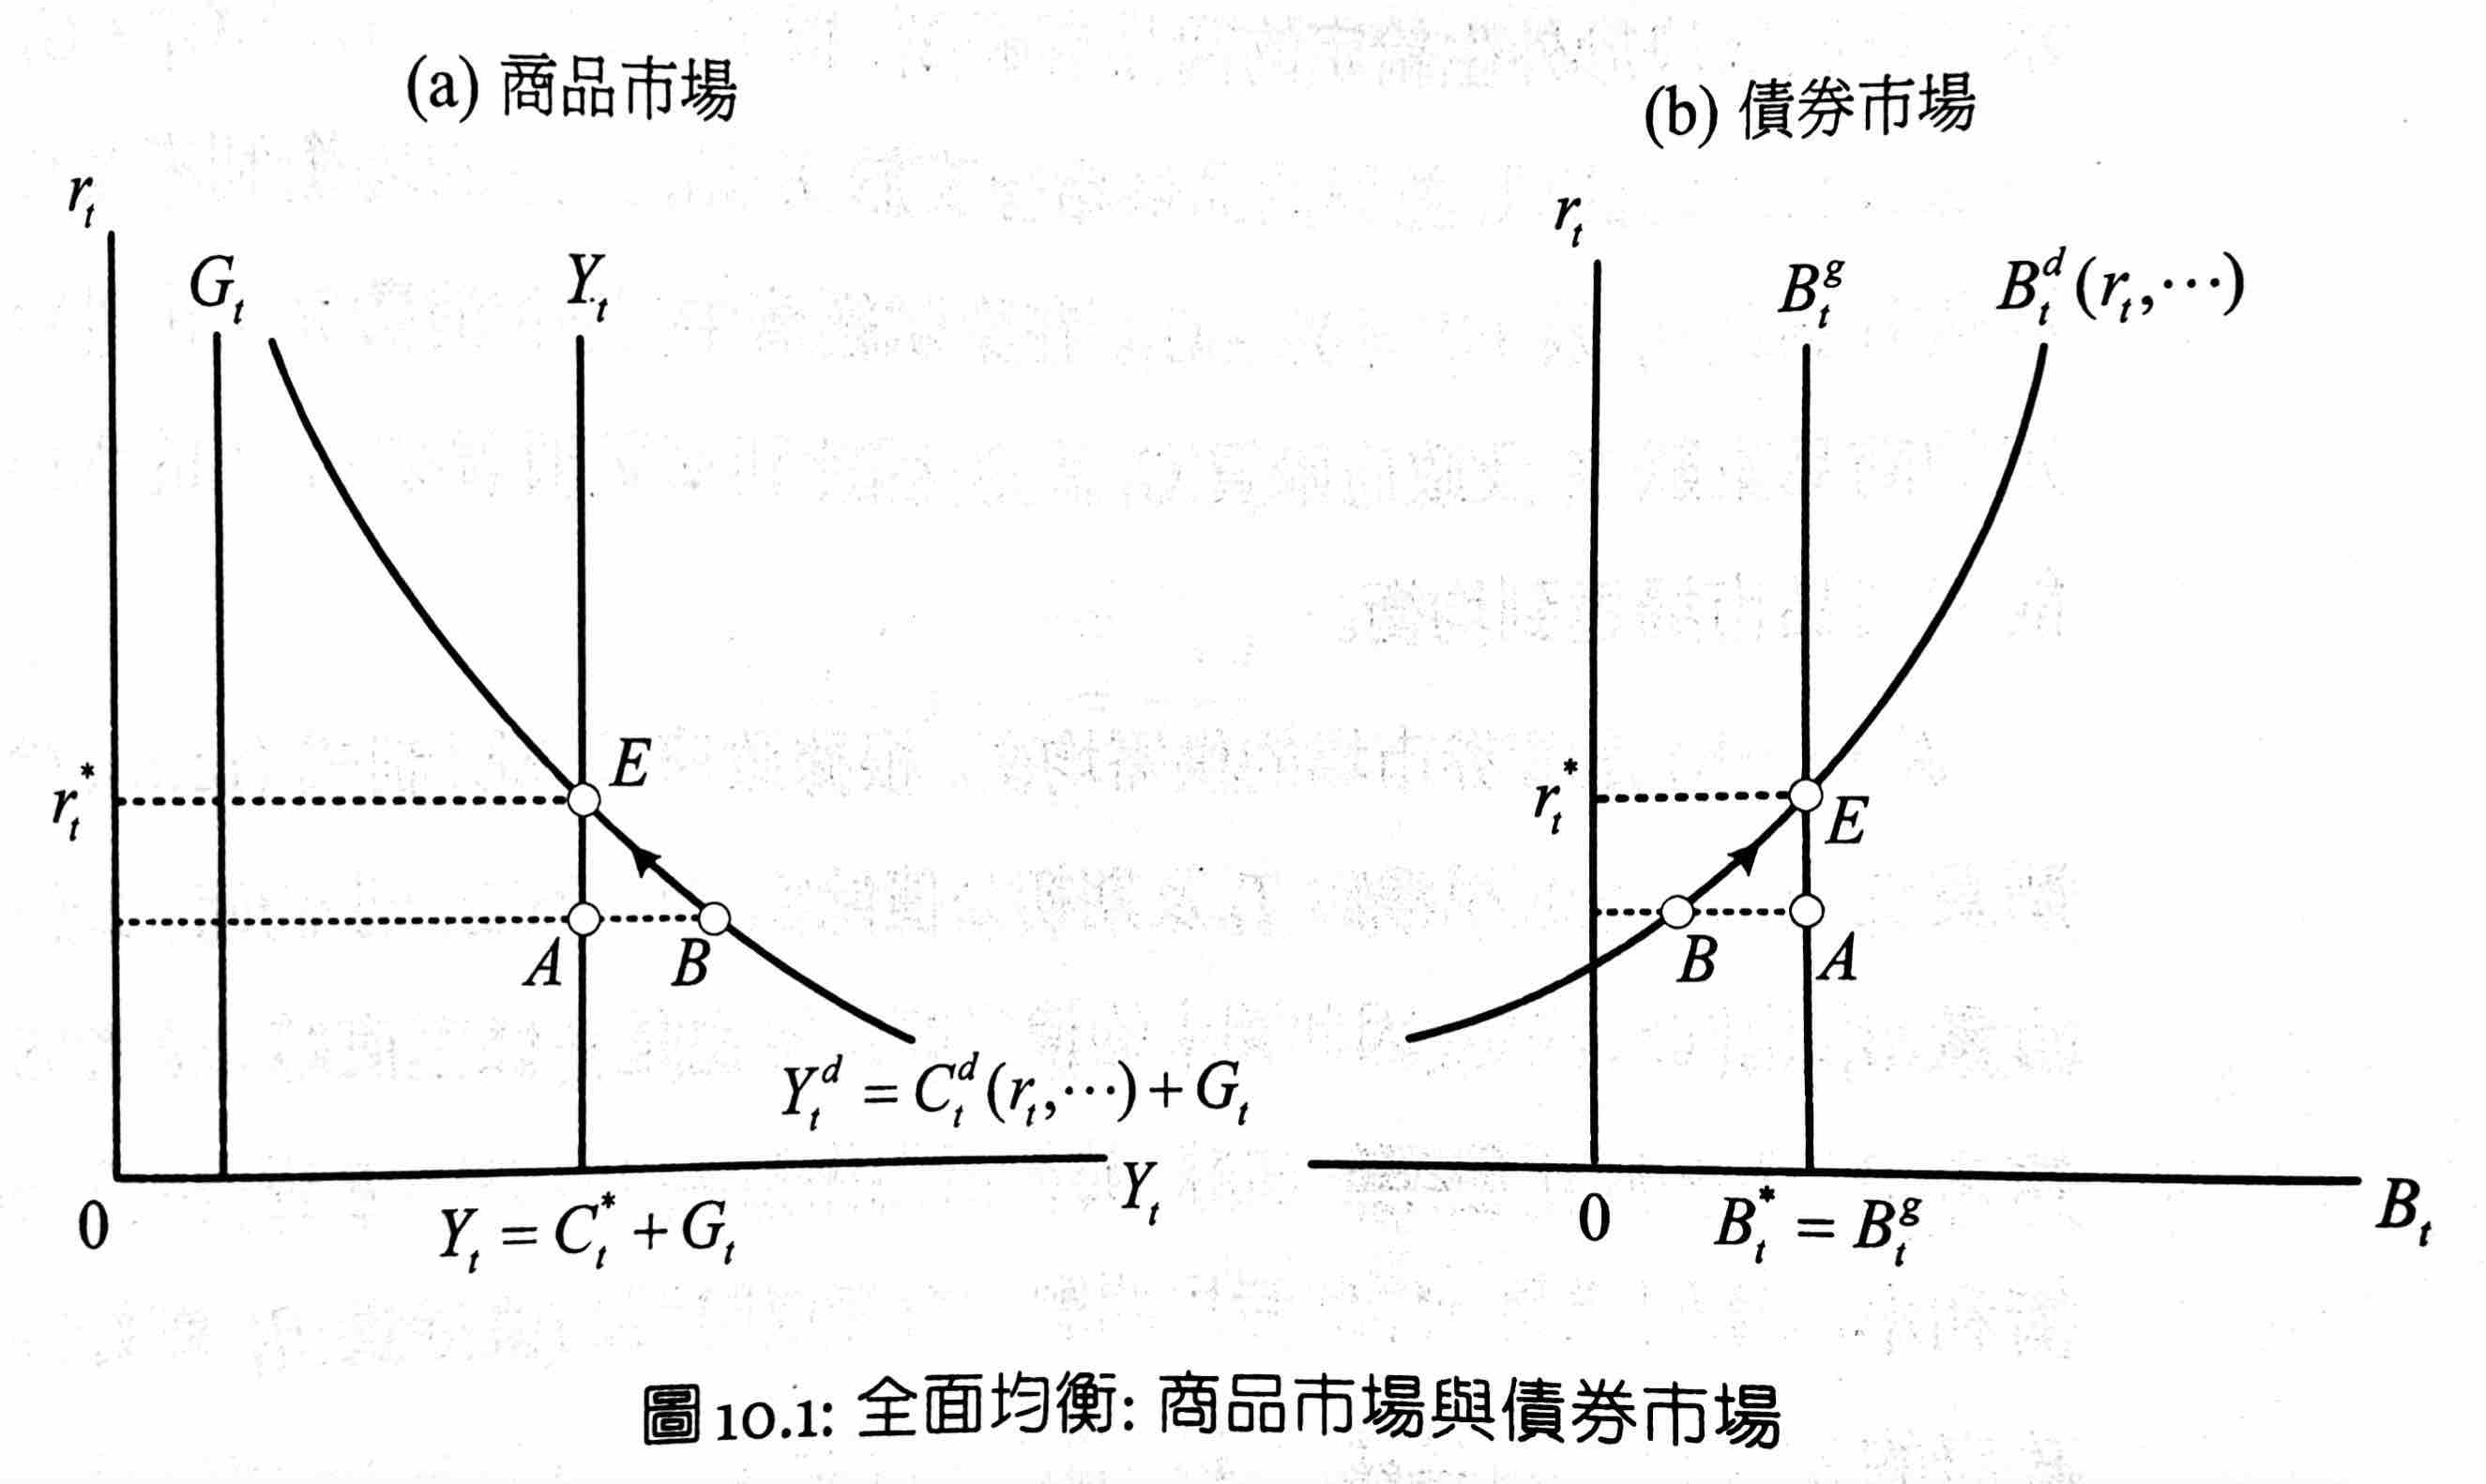 (a) 商品市場
(b) 債券市場
r_t
G_t
Y_t
r_t^*
E
A
B
Y_t^d = C_t^d (r_t, ⋯) + G_t
Y_t
0
Y_t = C_t^* + G_t
r_t
B_t^g
B_t^d (r_t, ⋯)
r_t^*
E
B
A
0
B_t^* = B_t^g
B_t
圖 10.1: 全面均衡: 商品市場與債券市場